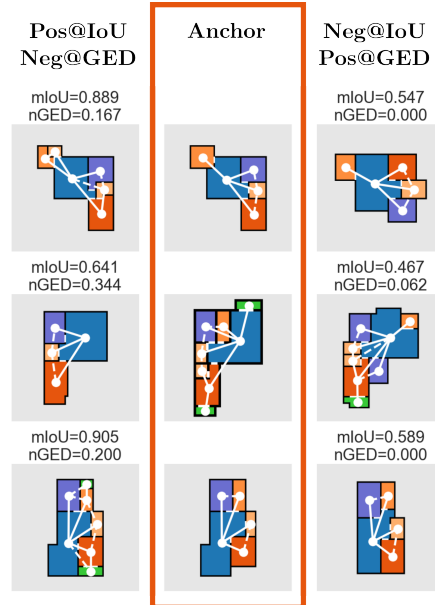 Pos@IoU
Neg@GED
Anchor
Neg@IoU
Pos@GED
mIoU=0.889
nGED=0.167
mIoU=0.547
nGED=0.000
mIoU=0.641
nGED=0.344
mIoU=0.467
nGED=0.062
mIoU=0.905
nGED=0.200
mIoU=0.589
nGED=0.000